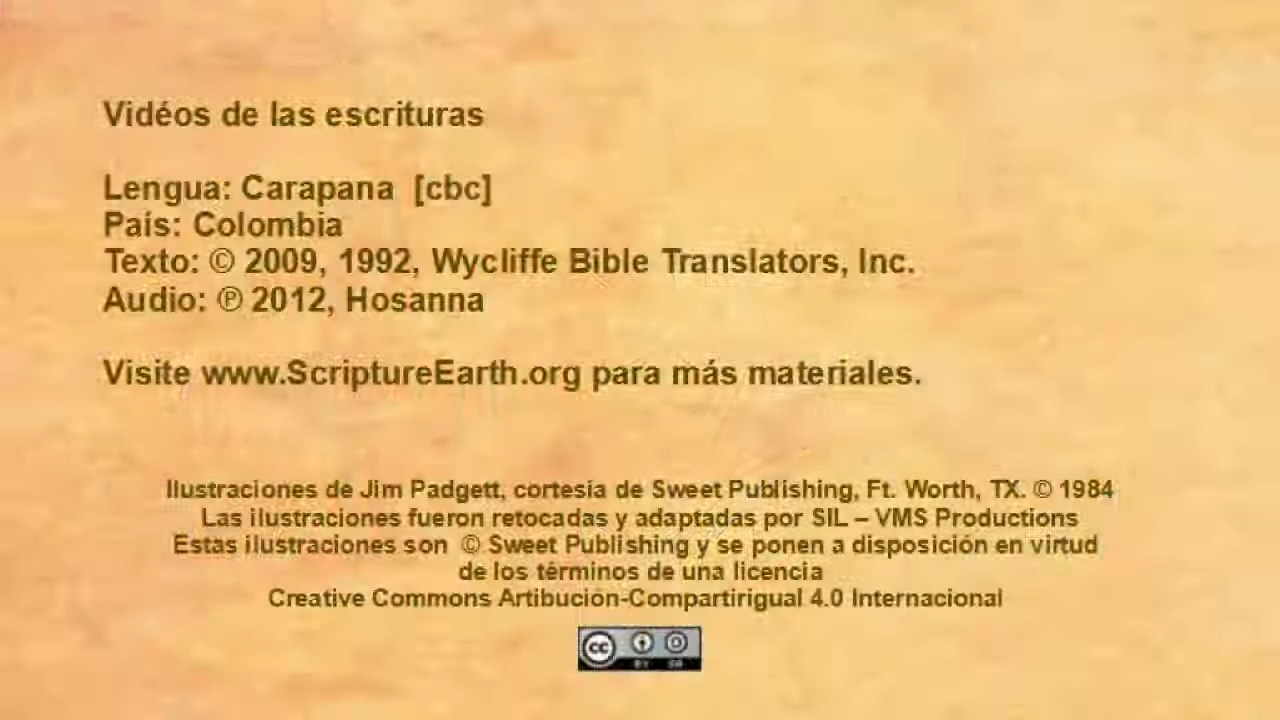 Vidéos de las escrituras
Lengua: Carapana [cbc]
País: Colombia
Texto: © 2009, 1992, Wycliffe Bible Translators, Inc.
Audio: ℗ 2012, Hosanna
Visite www.ScriptureEarth.org para más materiales.
Ilustraciones de Jim Padgett, cortesía de Sweet Publishing, Ft. Worth, TX. © 1984
Las ilustraciones fueron retocadas y adaptadas por SIL – VMS Productions
Estas ilustraciones son © Sweet Publishing y se ponen a disposición en virtud
de los términos de una licencia
Creative Commons Artibución-Compartirigual 4.0 Internacional
cc BY SA